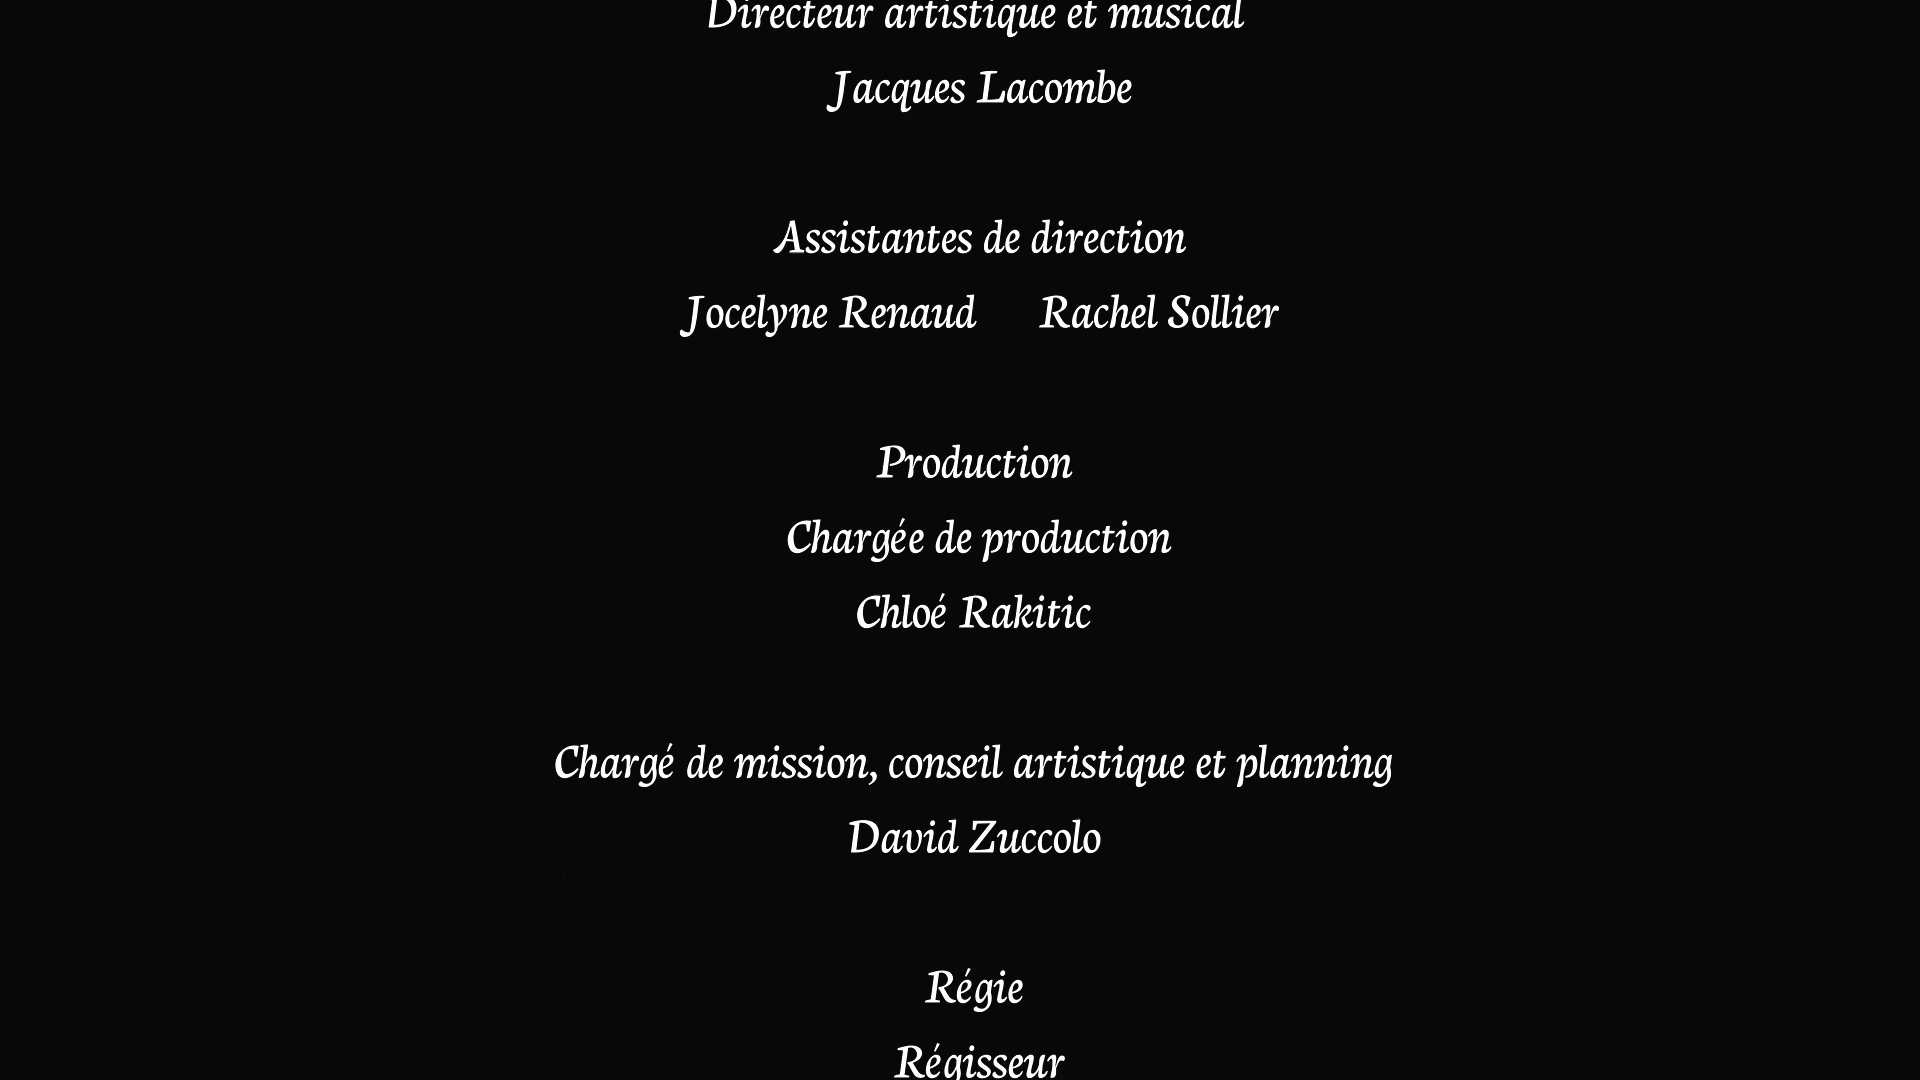 Directeur artistique et musical
Jacques Lacombe
Assistantes de direction
Jocelyne Renaud Rachel Sollier
Production
Chargée de production
Chloé Rakitic
Chargé de mission, conseil artistique et planning
David Zuccolo
Régie
Régisseur